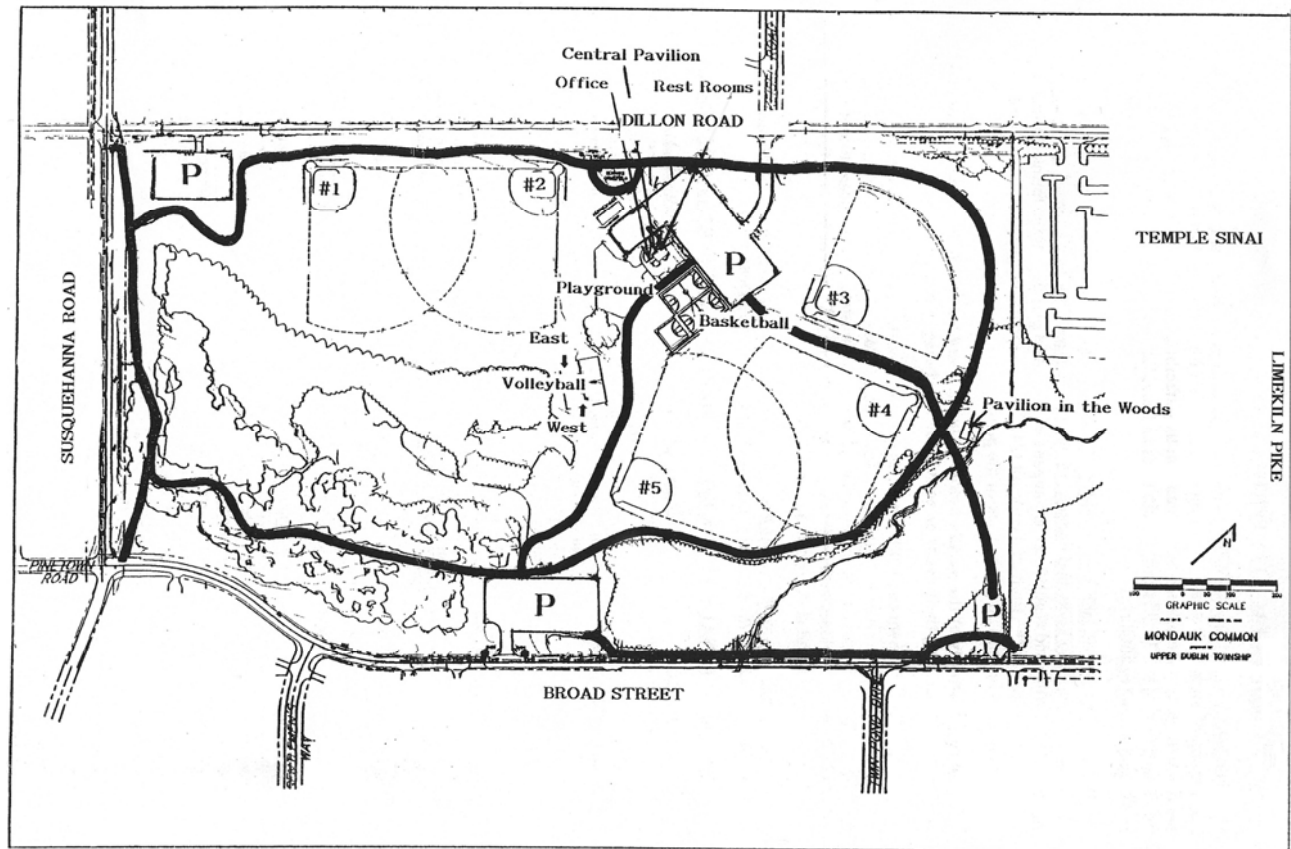 Central Pavilion
Office
Rest Rooms
DILLON ROAD
P
#1
#2
P
TEMPLE SINAI
#3
Playground
Basketball
East
Volleyball
West
#4
Pavilion in the Woods
#5
SUSQUEHANNA ROAD
LIMEKILN PIKE
PINETOWN
ROAD
P
P
N
GRAPHIC SCALE
MONDAUK COMMON
UPPER DUBLIN TOWNSHIP
BROAD STREET
WAY